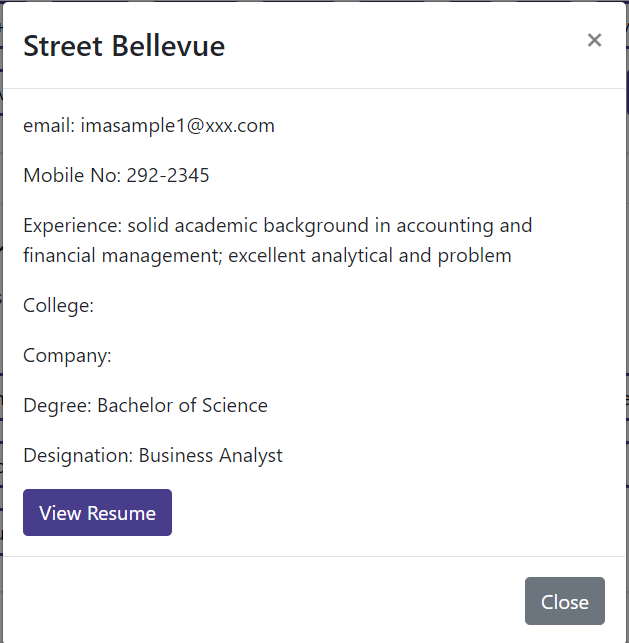 Street Bellevue
×
email: imasample1@xxx.com
Mobile No: 292-2345
Experience: solid academic background in accounting and
financial management; excellent analytical and problem
College:
Company:
Degree: Bachelor of Science
Designation: Business Analyst
View Resume
Close